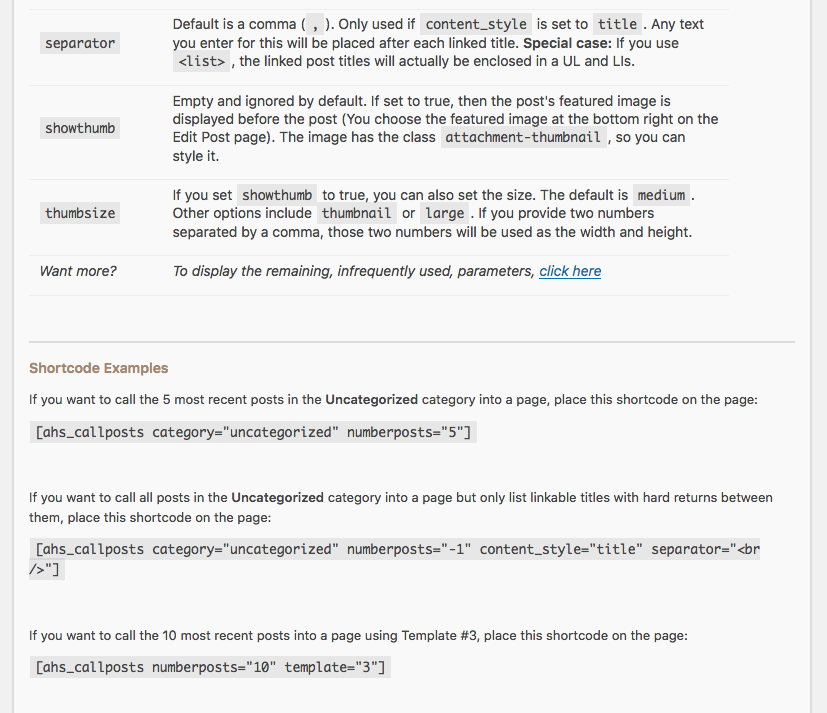 separator
Default is a comma ( , ). Only used if content_style is set to title . Any text
you enter for this will be placed after each linked title. Special case: If you use
<list> , the linked post titles will actually be enclosed in a UL and LIs.
showthumb
Empty and ignored by default. If set to true, then the post's featured image is
displayed before the post (You choose the featured image at the bottom right on the
Edit Post page). The image has the class attachment-thumbnail , so you can
style it.
thumbsize
If you set showthumb to true, you can also set the size. The default is medium .
Other options include thumbnail or large . If you provide two numbers
separated by a comma, those two numbers will be used as the width and height.
Want more?
To display the remaining, infrequently used, parameters, click here
Shortcode Examples
If you want to call the 5 most recent posts in the Uncategorized category into a page, place this shortcode on the page:
[ahs_callposts category="uncategorized" numberposts="5"]
If you want to call all posts in the Uncategorized category into a page but only list linkable titles with hard returns between
them, place this shortcode on the page:
[ahs_callposts category="uncategorized" numberposts="-1" content_style="title" separator="<br
/>"]
If you want to call the 10 most recent posts into a page using Template #3, place this shortcode on the page:
[ahs_callposts numberposts="10" template="3"]